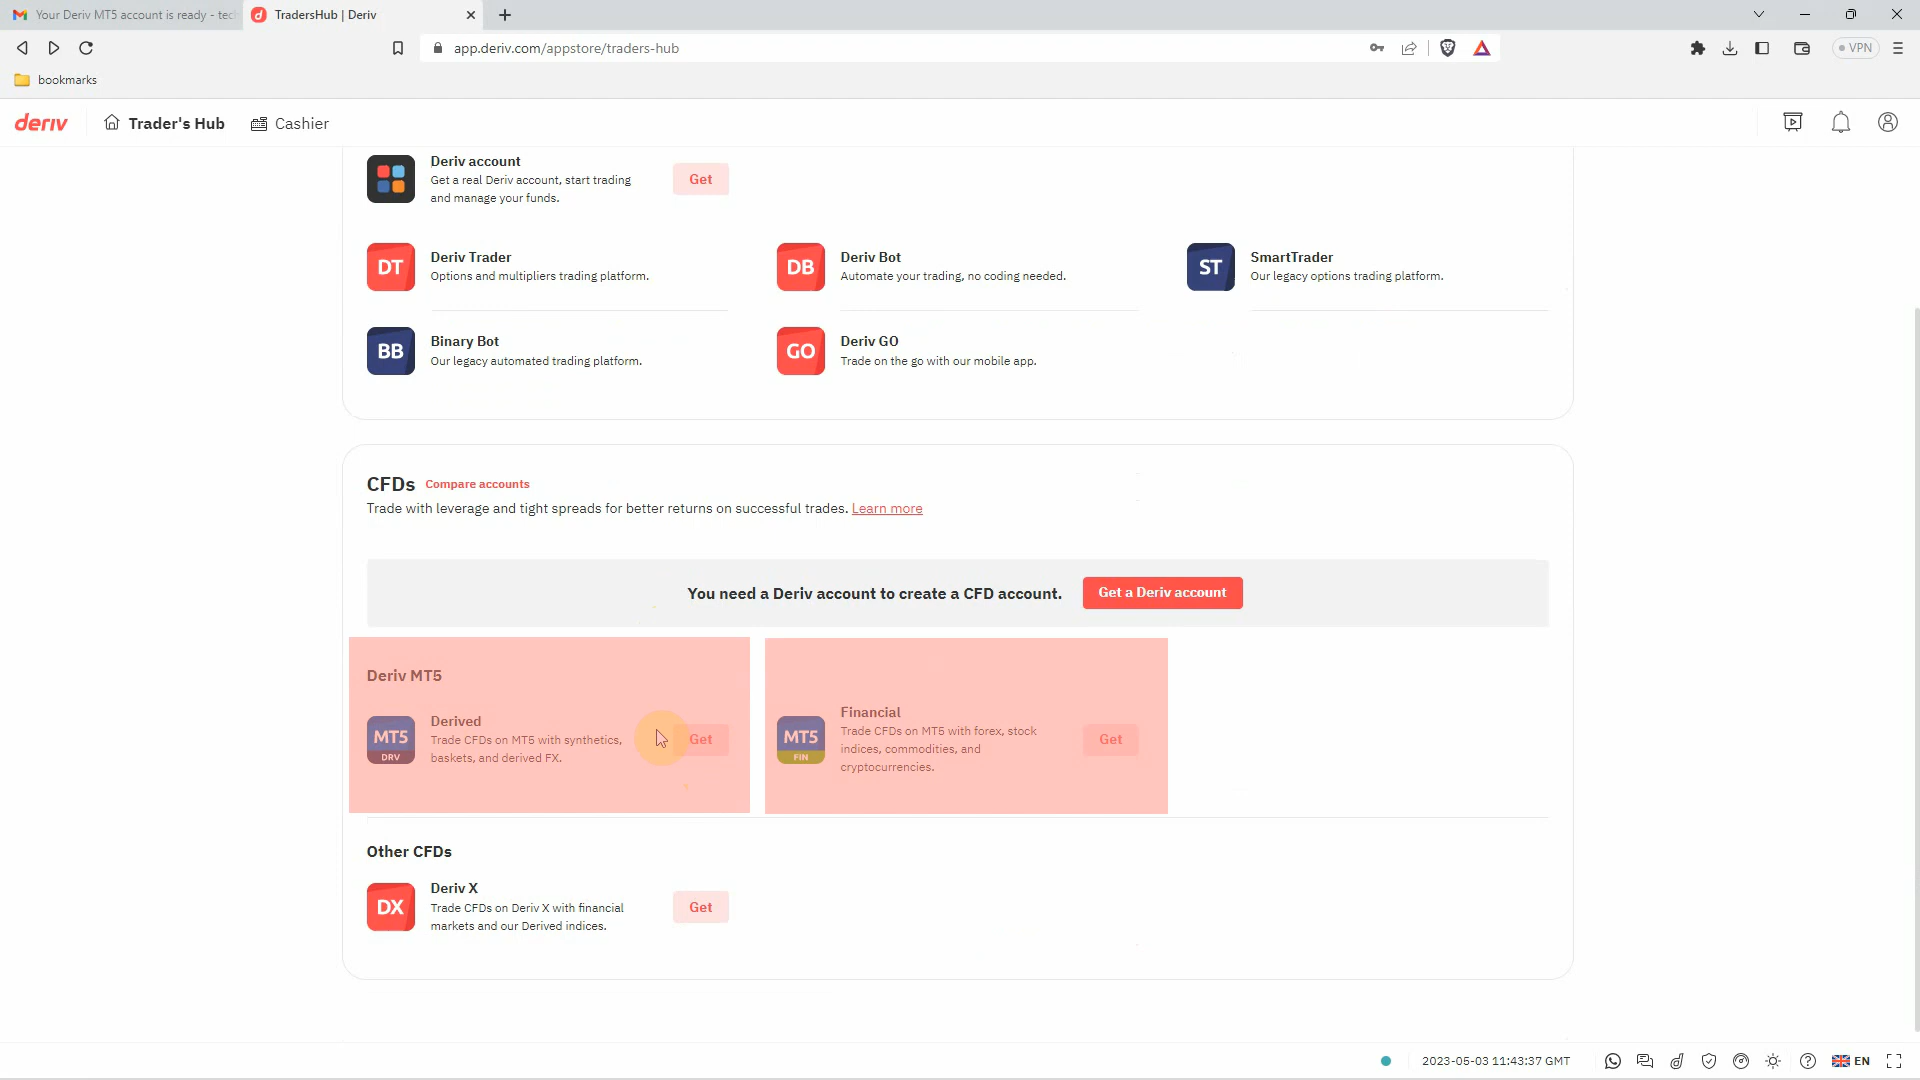 Your Deriv MT5 account is ready - tec
TradersHub | Deriv
app.deriv.com/appstore/traders-hub
VPN
bookmarks
deriv
Trader's Hub
Cashier
Deriv account
Get a real Deriv account, start trading
and manage your funds.
Get
DT
Deriv Trader
Options and multipliers trading platform.
DB
Deriv Bot
Automate your trading, no coding needed.
ST
SmartTrader
Our legacy options trading platform.
BB
Binary Bot
Our legacy automated trading platform.
GO
Deriv GO
Trade on the go with our mobile app.
CFDs Compare accounts
Trade with leverage and tight spreads for better returns on successful trades. Learn more
You need a Deriv account to create a CFD account.
Get a Deriv account
Deriv MT5
MT5
DRV
Derived
Trade CFDs on MT5 with synthetics,
baskets, and derived FX.
Get
MT5
FIN
Financial
Trade CFDs on MT5 with forex, stock
indices, commodities, and
cryptocurrencies.
Get
Other CFDs
DX
Deriv X
Trade CFDs on Deriv X with financial
markets and our Derived indices.
Get
2023-05-03 11:43:37 GMT
EN